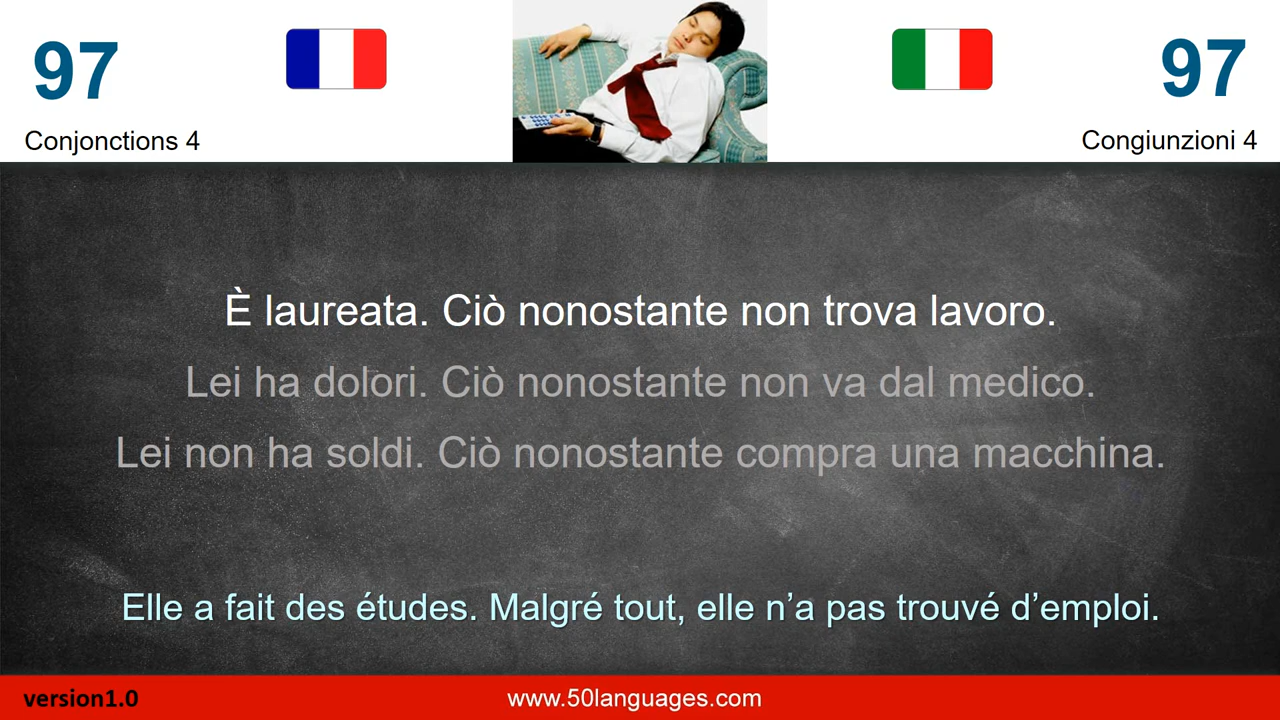 97
97
Conjonctions 4
Congiunzioni 4
È laureata. Ciò nonostante non trova lavoro.
Lei ha dolori. Ciò nonostante non va dal medico.
Lei non ha soldi. Ciò nonostante compra una macchina.
Elle a fait des études. Malgré tout, elle n’a pas trouvé d’emploi.
version1.0
www.50languages.com